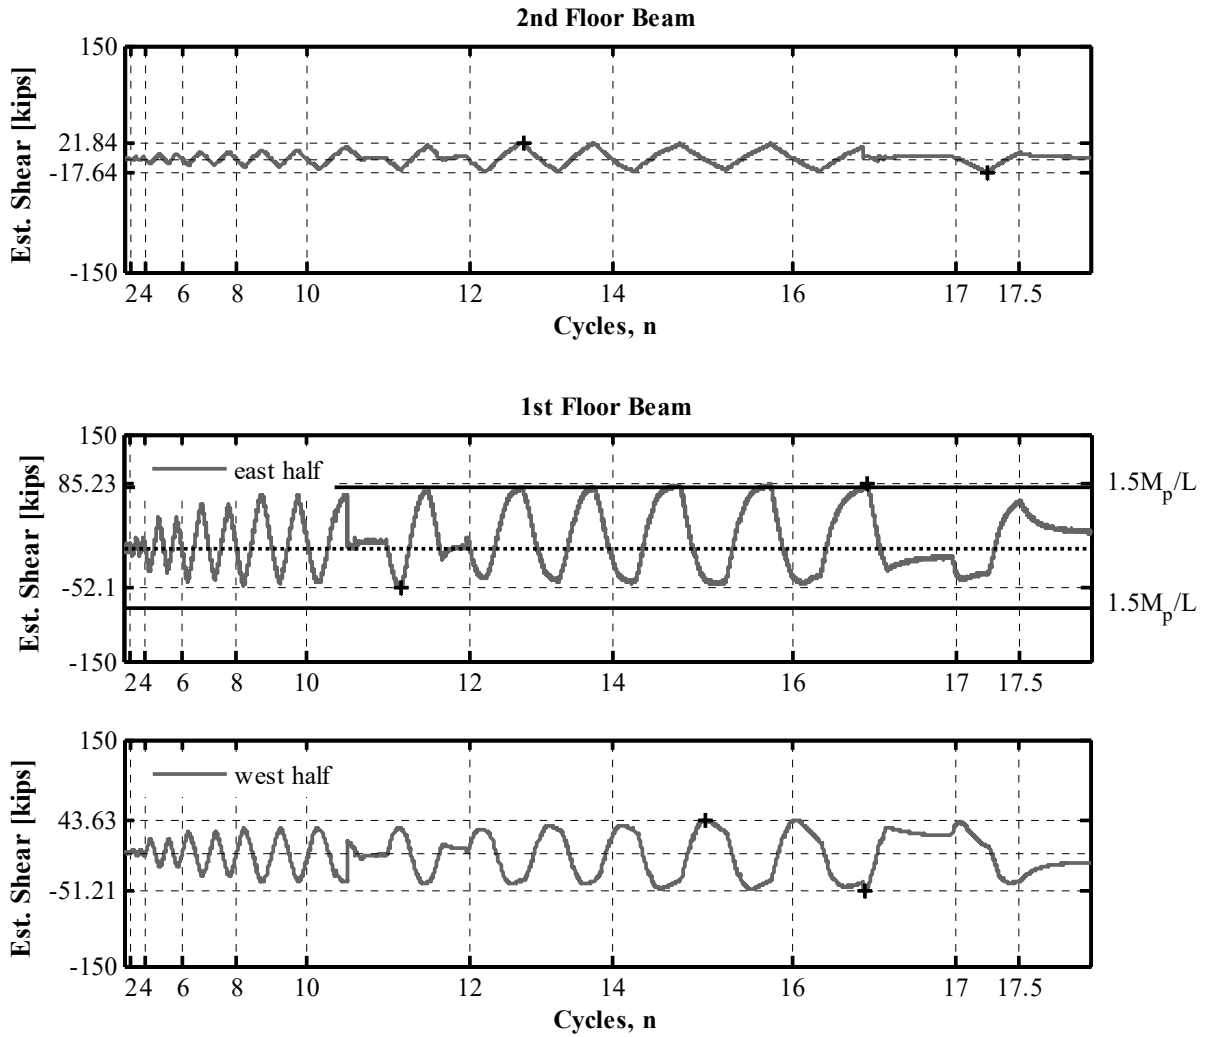 2nd Floor Beam
150
21.84
-17.64
-150
Est. Shear [kips]
2 4 6 8 10 12 14 16 17 17.5
Cycles, n
1st Floor Beam
150
85.23
-52.1
-150
Est. Shear [kips]
east half
1.5Mp/L
1.5Mp/L
2 4 6 8 10 12 14 16 17 17.5
150
43.63
-51.21
-150
Est. Shear [kips]
west half
2 4 6 8 10 12 14 16 17 17.5
Cycles, n